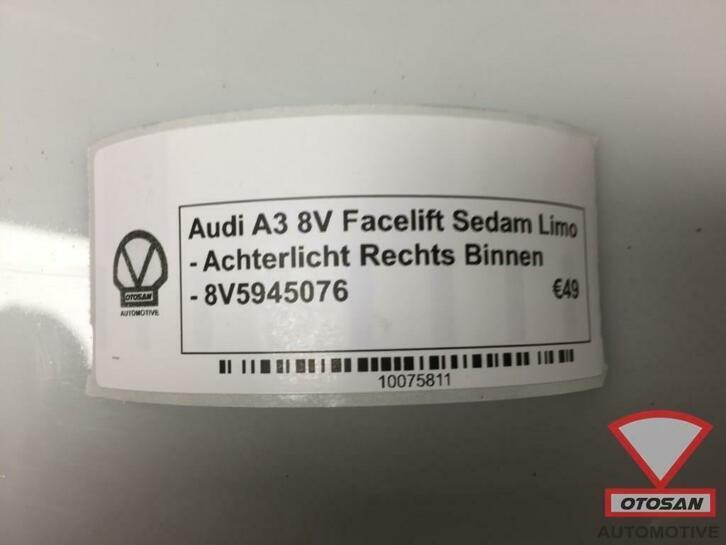 Audi A3 8V Facelift Sedam Limo
- Achterlicht Rechts Binnen
- 8V5945076 €49
OTOSAN
AUTOMOTIVE
10075811
OTOSAN
AUTOMOTIVE